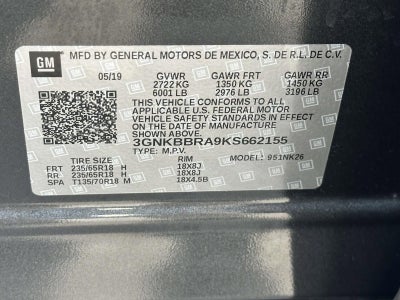 GM
MFD BY GENERAL MOTORS DE MEXICO, S. DE R.L. DE C.V.
05/19 GVWR GAWR FRT GAWR RR
2722 KG 1350 KG 1450 KG
6001 LB 2976 LB 3196 LB
THIS VEHICLE CONFORMS TO ALL APPLICABLE
U.S. FEDERAL MOTOR
VEHICLE SAFETY STANDARDS IN EFFECT
ON THE DATE OF MANUFACTURE SHOWN ABOVE.
3GNKBBRA9KS662155
TYPE: M.P.V. MODEL: 951NK26
TIRE SIZE RIM
FRT 235/65R18 H 18X8J
RR 235/65R18 H 18X8J
SPA T135/70R18 M 18X4.5B